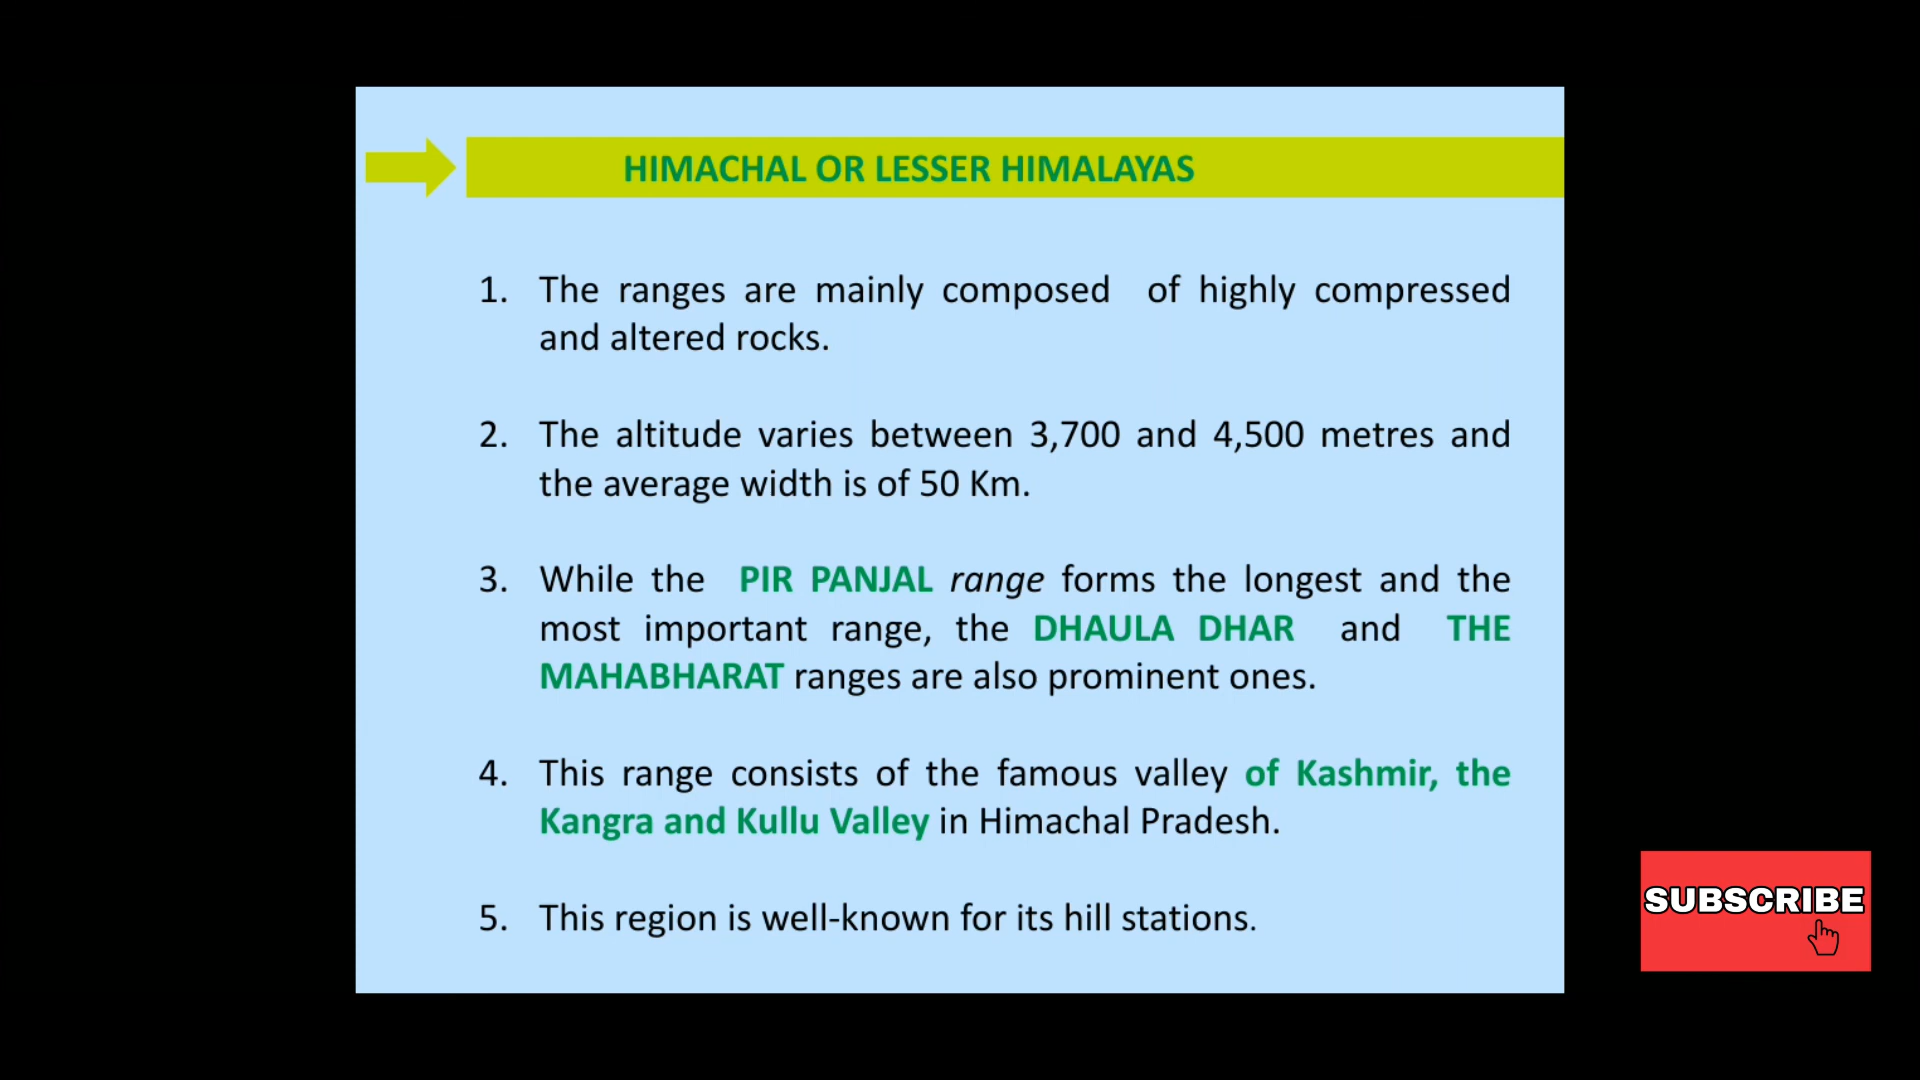 HIMACHAL OR LESSER HIMALAYAS
1. The ranges are mainly composed of highly compressed
and altered rocks.
2. The altitude varies between 3,700 and 4,500 metres and
the average width is of 50 Km.
3. While the PIR PANJAL range forms the longest and the
most important range, the DHAULA DHAR and THE
MAHABHARAT ranges are also prominent ones.
4. This range consists of the famous valley of Kashmir, the
Kangra and Kullu Valley in Himachal Pradesh.
5. This region is well-known for its hill stations.
SUBSCRIBE